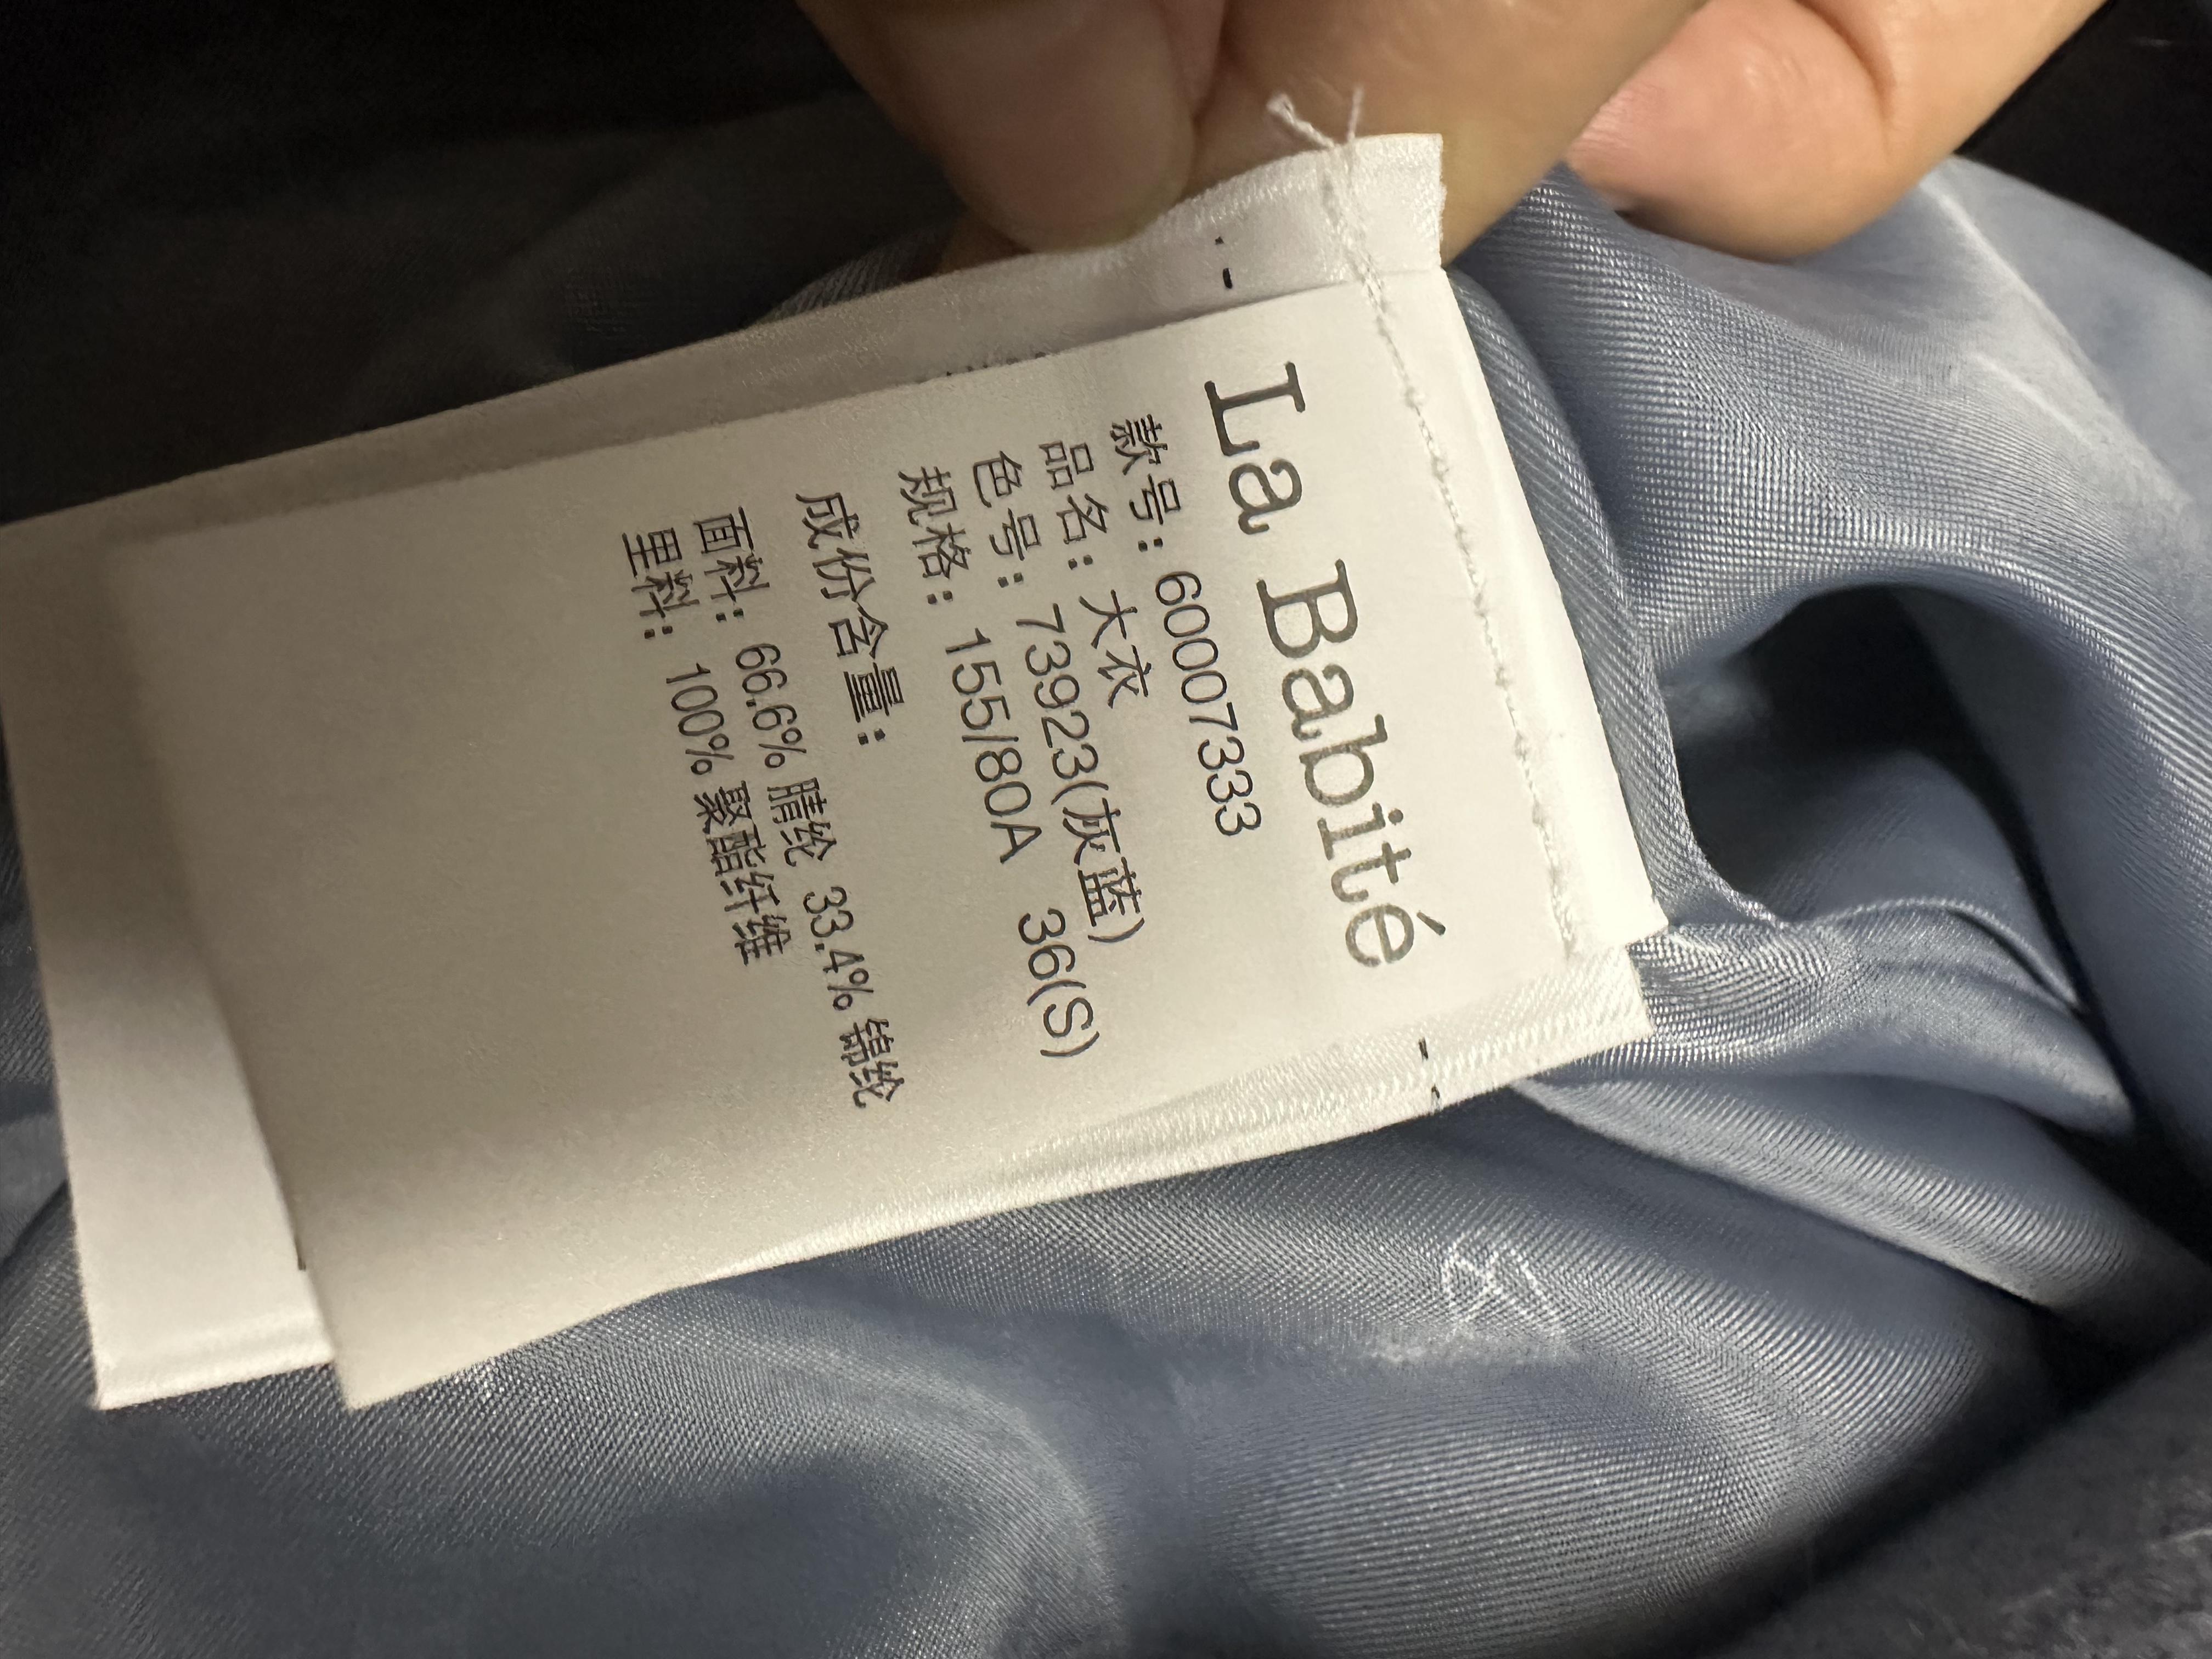 La Babité
款号：60007333
品名：大衣
色号：73923(灰蓝)
规格：155/80A 36(S)
成份含量：
面料：66.6% 腈纶 33.4% 锦纶
里料：100% 聚酯纤维